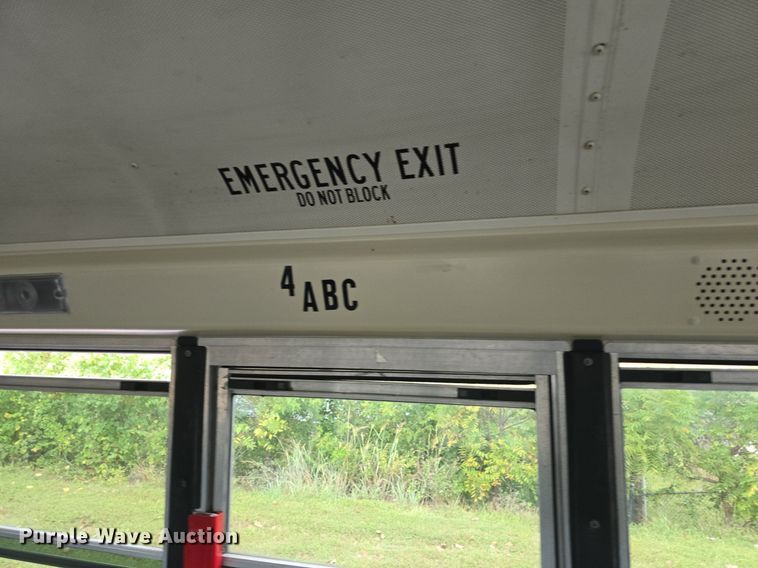 EMERGENCY EXIT
DO NOT BLOCK
4 ABC
Purple Wave Auction